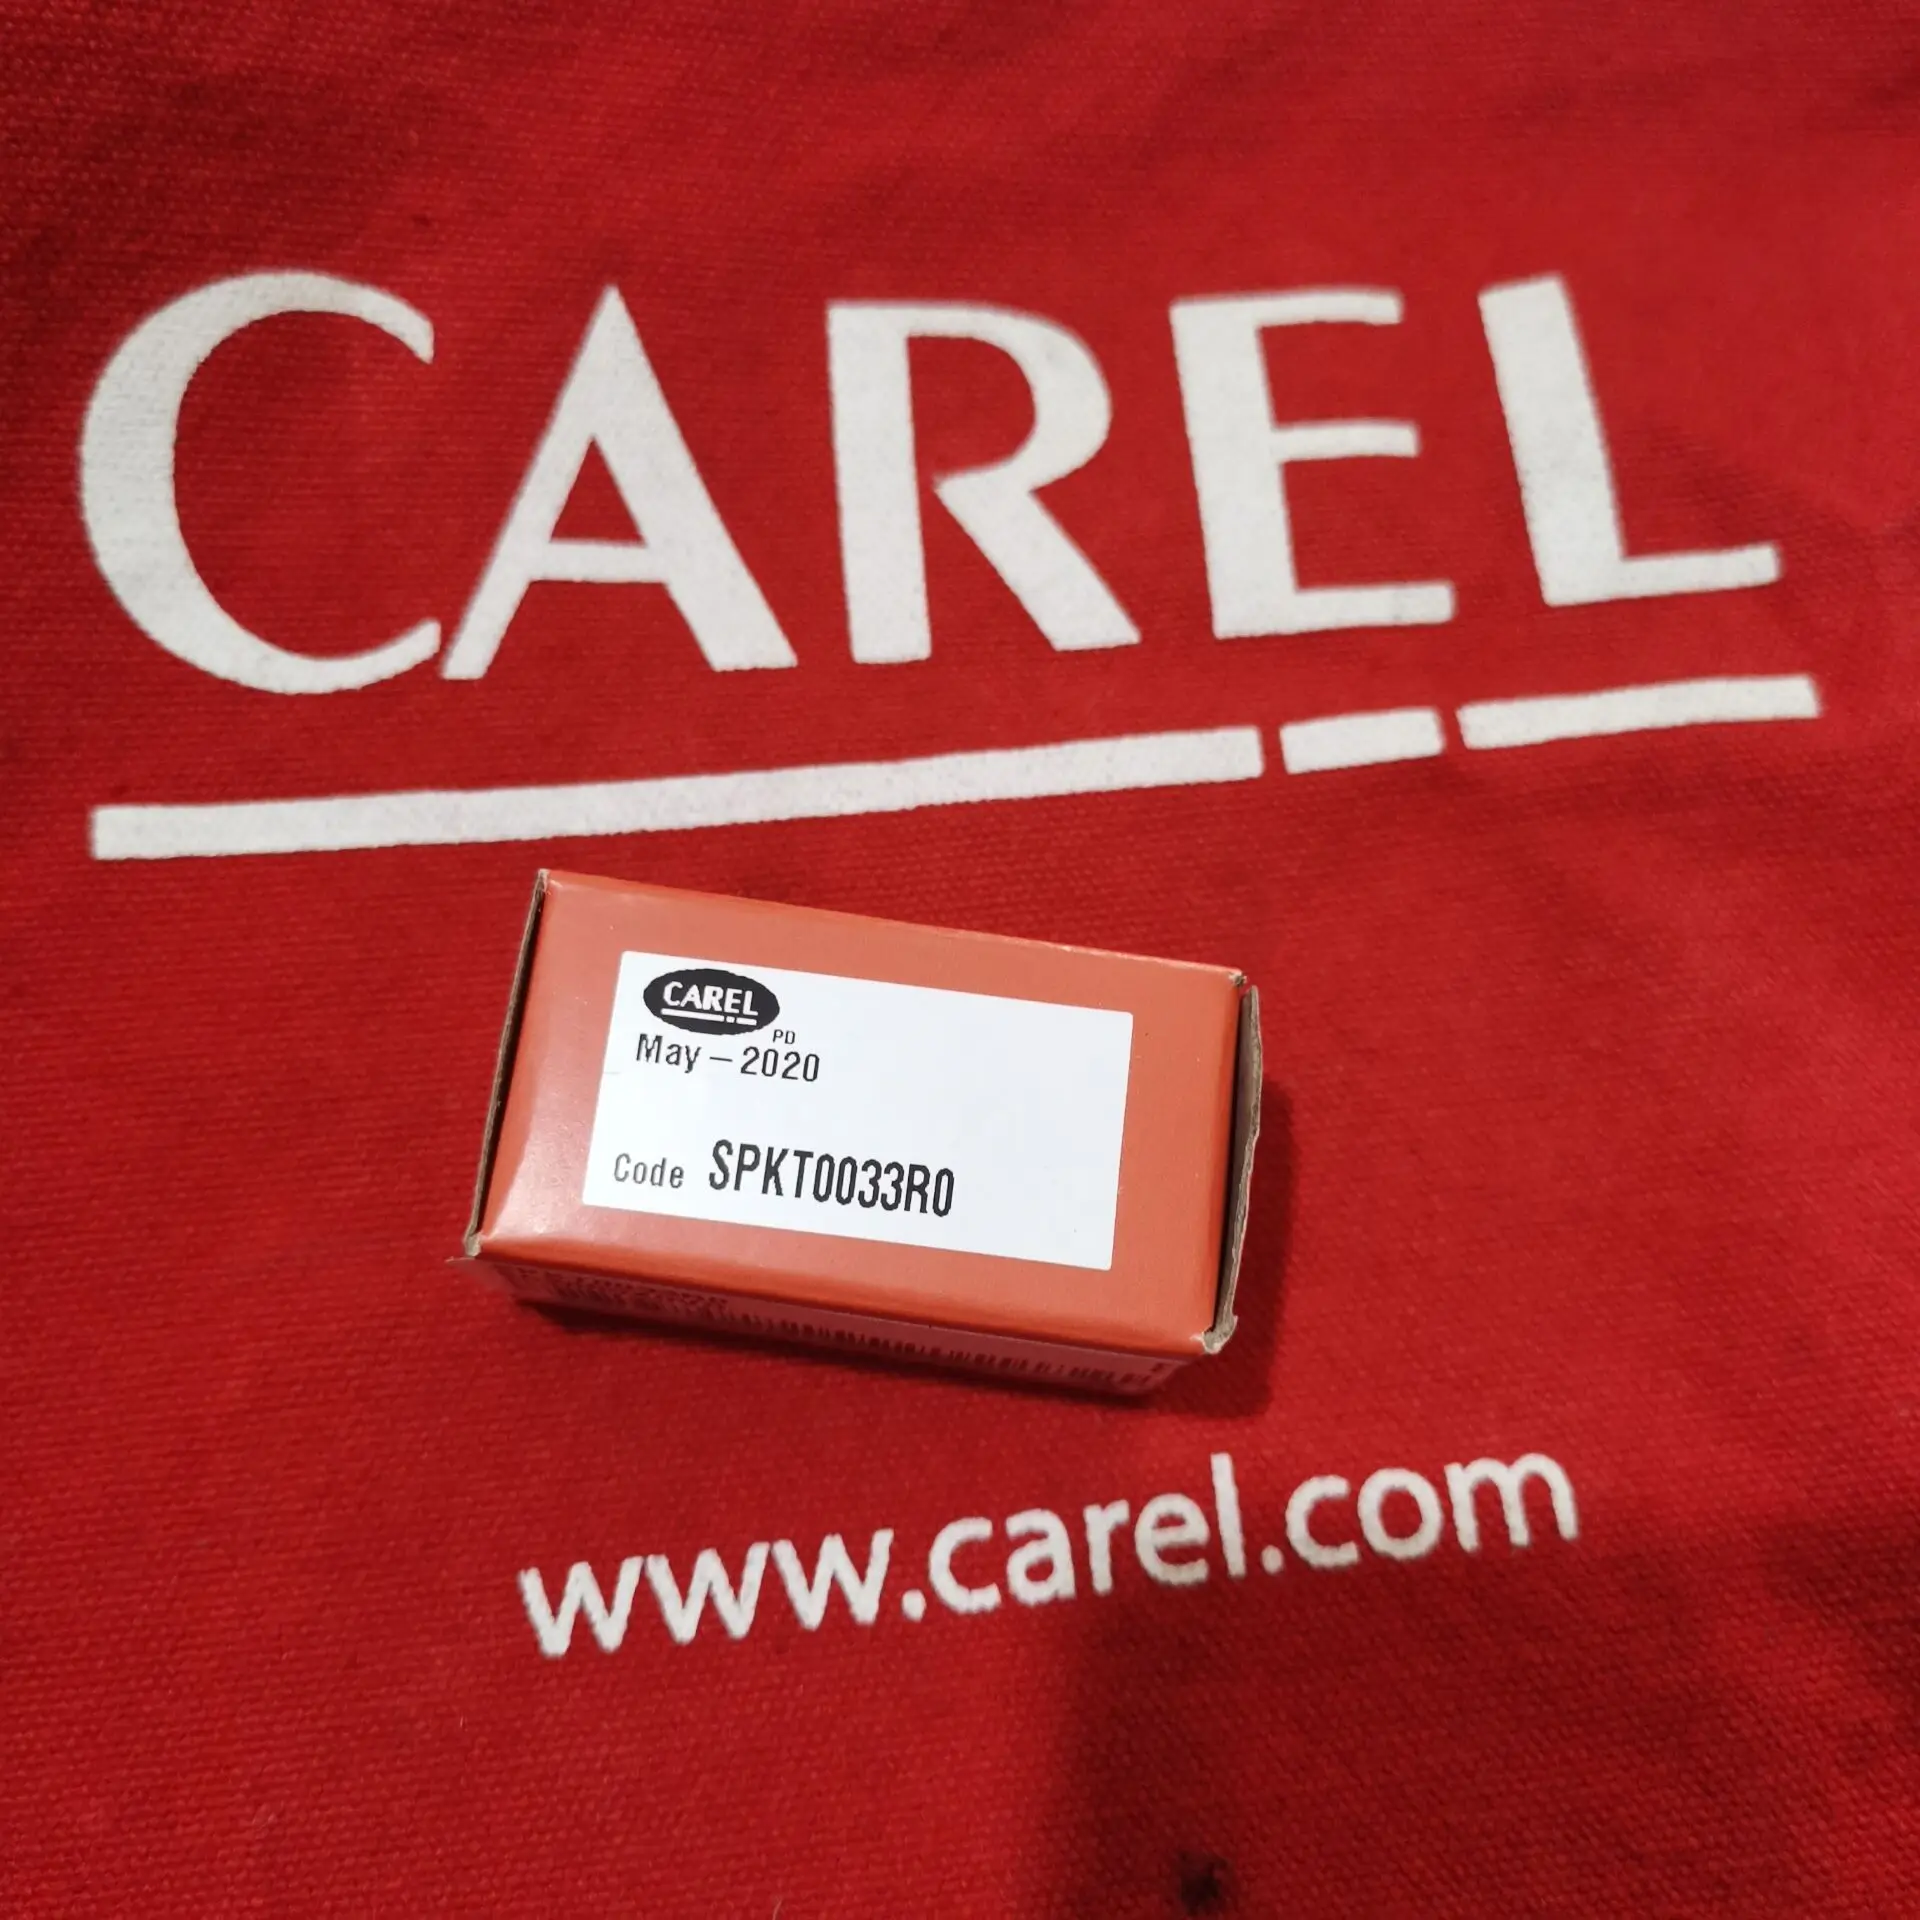 CAREL
CAREL
PD
May-2020
Code SPKT0033R0
www.carel.com